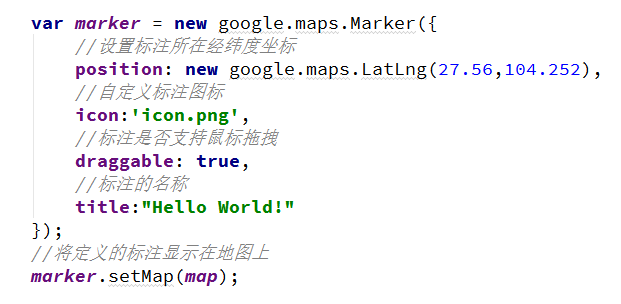 var marker = new google.maps.Marker({
    //设置标注所在经纬度坐标
    position: new google.maps.LatLng(27.56,104.252),
    //自定义标注图标
    icon:'icon.png',
    //标注是否支持鼠标拖拽
    draggable: true,
    //标注的名称
    title:"Hello World!"
});
//将定义的标注显示在地图上
marker.setMap(map);